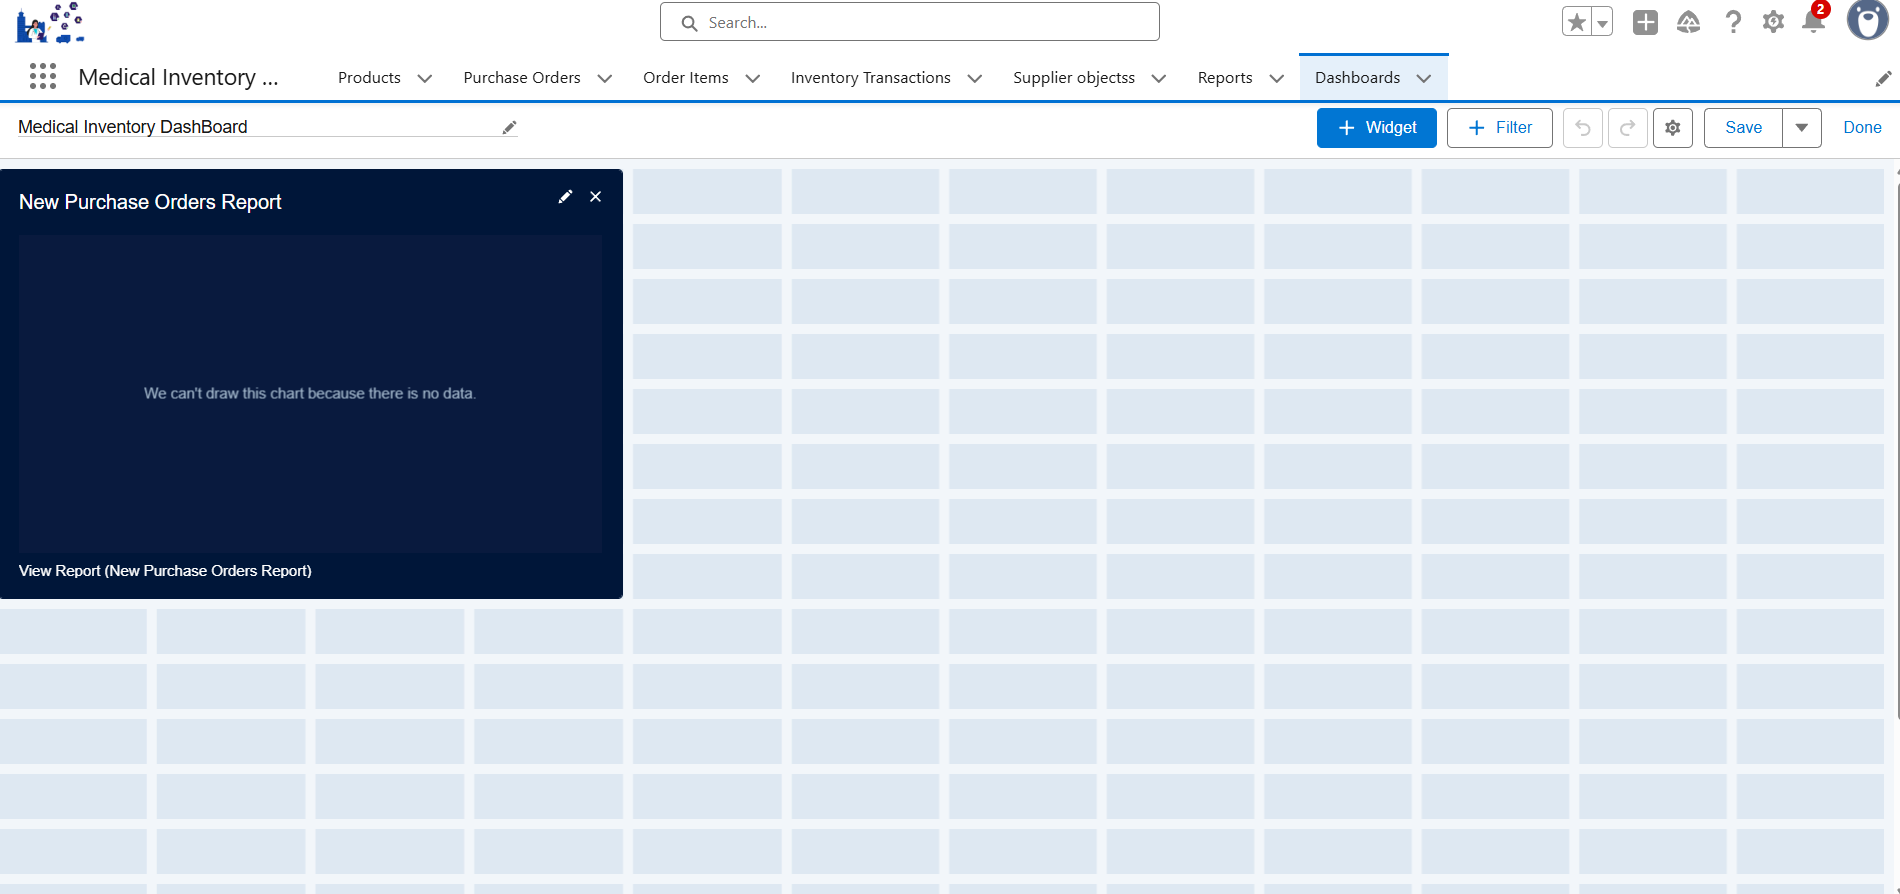 Search...
2
Medical Inventory ...
Products
Purchase Orders
Order Items
Inventory Transactions
Supplier objectss
Reports
Dashboards
Medical Inventory DashBoard
Widget
Filter
Save
Done
New Purchase Orders Report
We can't draw this chart because there is no data.
View Report (New Purchase Orders Report)